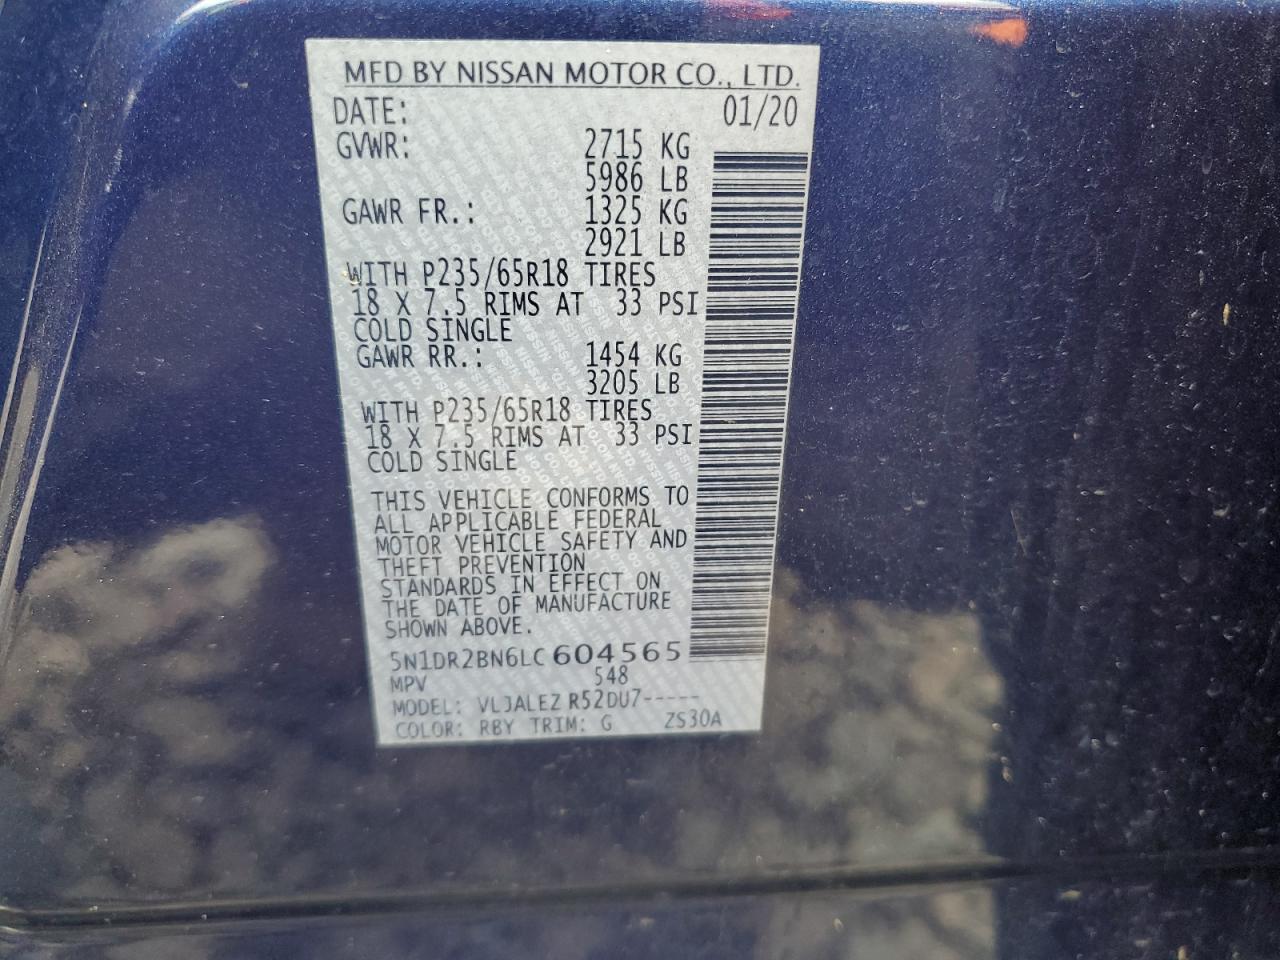 MFD BY NISSAN MOTOR CO., LTD.
DATE: 01/20
GVWR: 2715 KG
5986 LB
GAWR FR.: 1325 KG
2921 LB
WITH P235/65R18 TIRES
18 X 7.5 RIMS AT 33 PSI
COLD SINGLE
GAWR RR.: 1454 KG
3205 LB
WITH P235/65R18 TIRES
18 X 7.5 RIMS AT 33 PSI
COLD SINGLE
THIS VEHICLE CONFORMS TO
ALL APPLICABLE FEDERAL
MOTOR VEHICLE SAFETY AND
THEFT PREVENTION
STANDARDS IN EFFECT ON
THE DATE OF MANUFACTURE
SHOWN ABOVE.
5N1DR2BN6LC604565
MPV 548
MODEL: VLJALEZ R52DU7-----
COLOR: RBY TRIM: G ZS30A